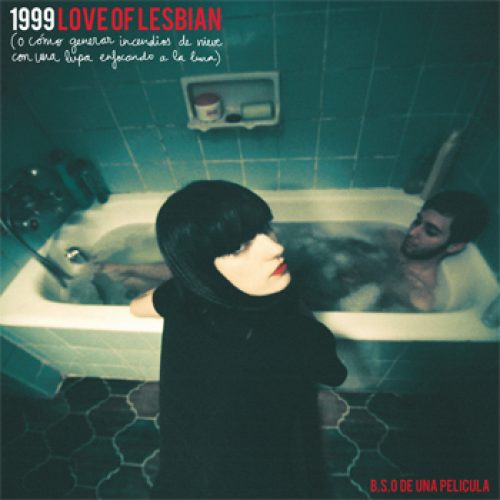 1999 LOVE OF LESBIAN
(o cómo generar incendios de nieve
con una lupa enfocando a la luna)
B.S.O DE UNA PELICULA